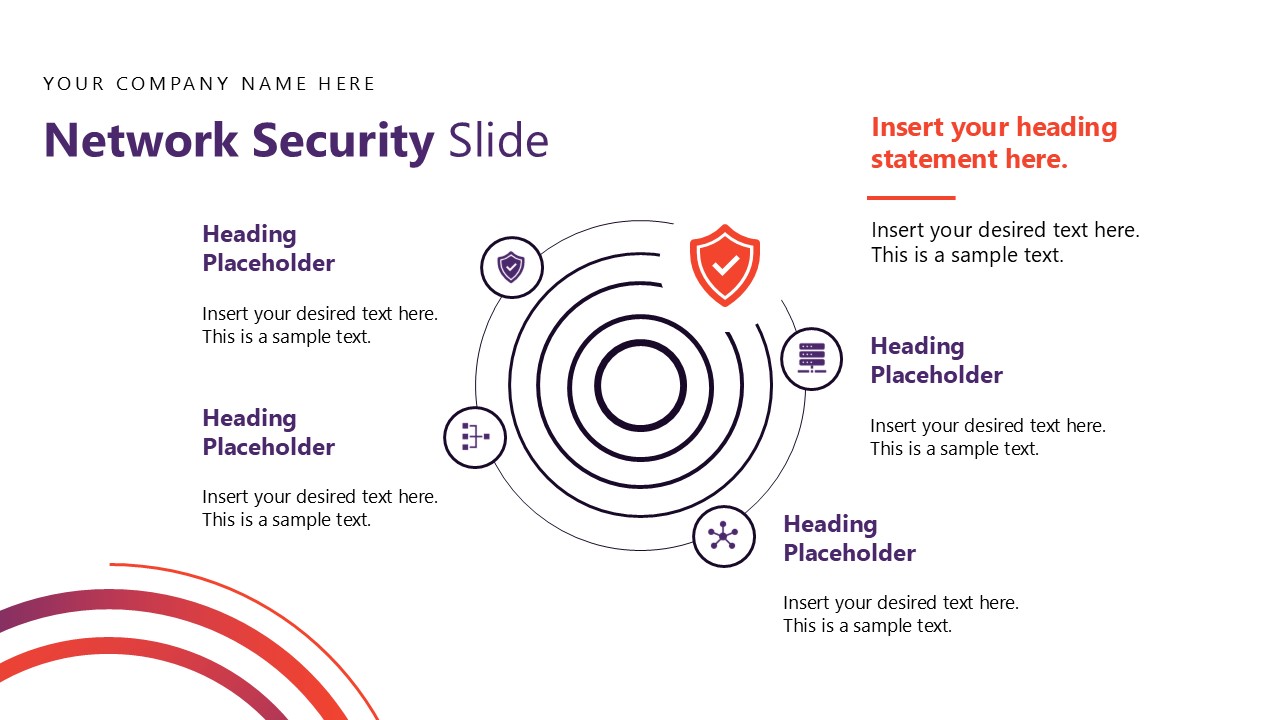 YOUR COMPANY NAME HERE
Network Security Slide
Insert your heading
statement here.
Insert your desired text here.
This is a sample text.
Heading
Placeholder
Insert your desired text here.
This is a sample text.
Heading
Placeholder
Insert your desired text here.
This is a sample text.
Heading
Placeholder
Insert your desired text here.
This is a sample text.
Heading
Placeholder
Insert your desired text here.
This is a sample text.